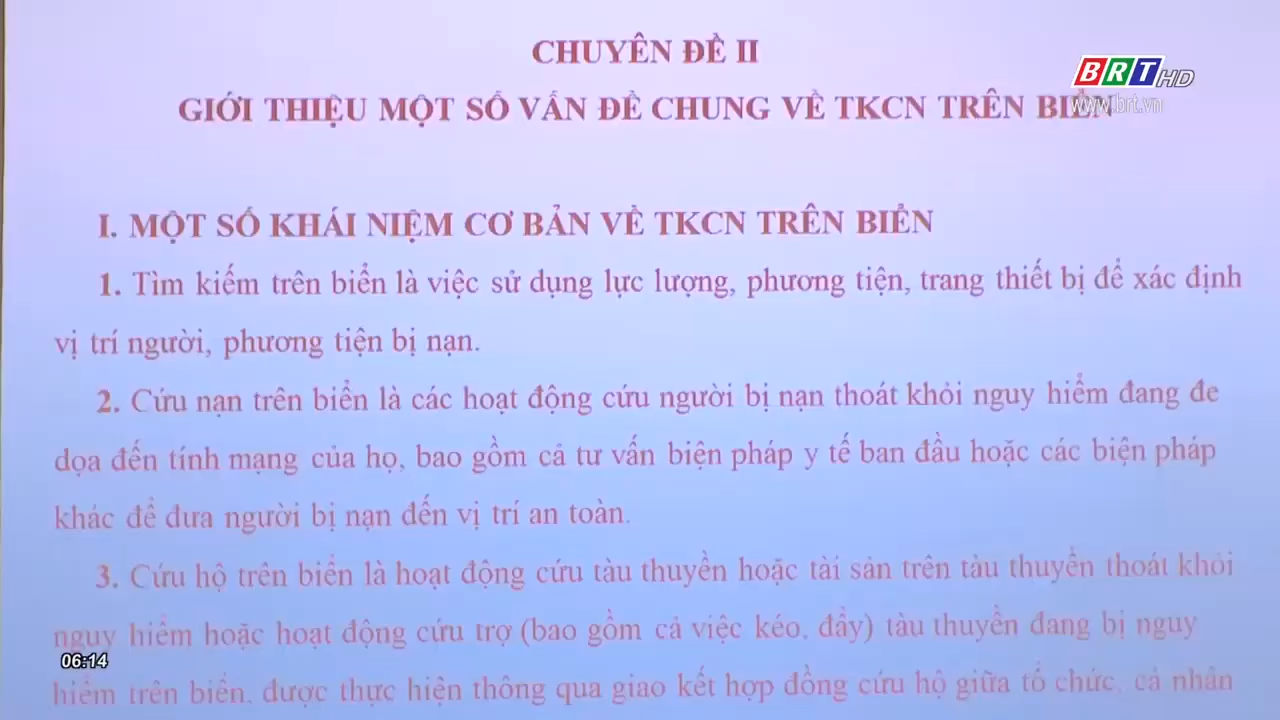 CHUYÊN ĐỀ II
BRT HD
www.brt.vn
GIỚI THIỆU MỘT SỐ VẤN ĐỀ CHUNG VỀ TKCN TRÊN BIỂN
I. MỘT SỐ KHÁI NIỆM CƠ BẢN VỀ TKCN TRÊN BIỂN
1. Tìm kiếm trên biển là việc sử dụng lực lượng, phương tiện, trang thiết bị để xác định
vị trí người, phương tiện bị nạn.
2. Cứu nạn trên biển là các hoạt động cứu người bị nạn thoát khỏi nguy hiểm đang đe
dọa đến tính mạng của họ, bao gồm cả tư vấn biện pháp y tế ban đầu hoặc các biện pháp
khác để đưa người bị nạn đến vị trí an toàn.
3. Cứu hộ trên biển là hoạt động cứu tàu thuyền hoặc tài sản trên tàu thuyền thoát khỏi
nguy hiểm hoặc hoạt động cứu trợ (bao gồm cả việc kéo, đẩy) tàu thuyền đang bị nguy
06:14
hiểm trên biển, được thực hiện thông qua giao kết hợp đồng cứu hộ giữa tổ chức, cá nhân